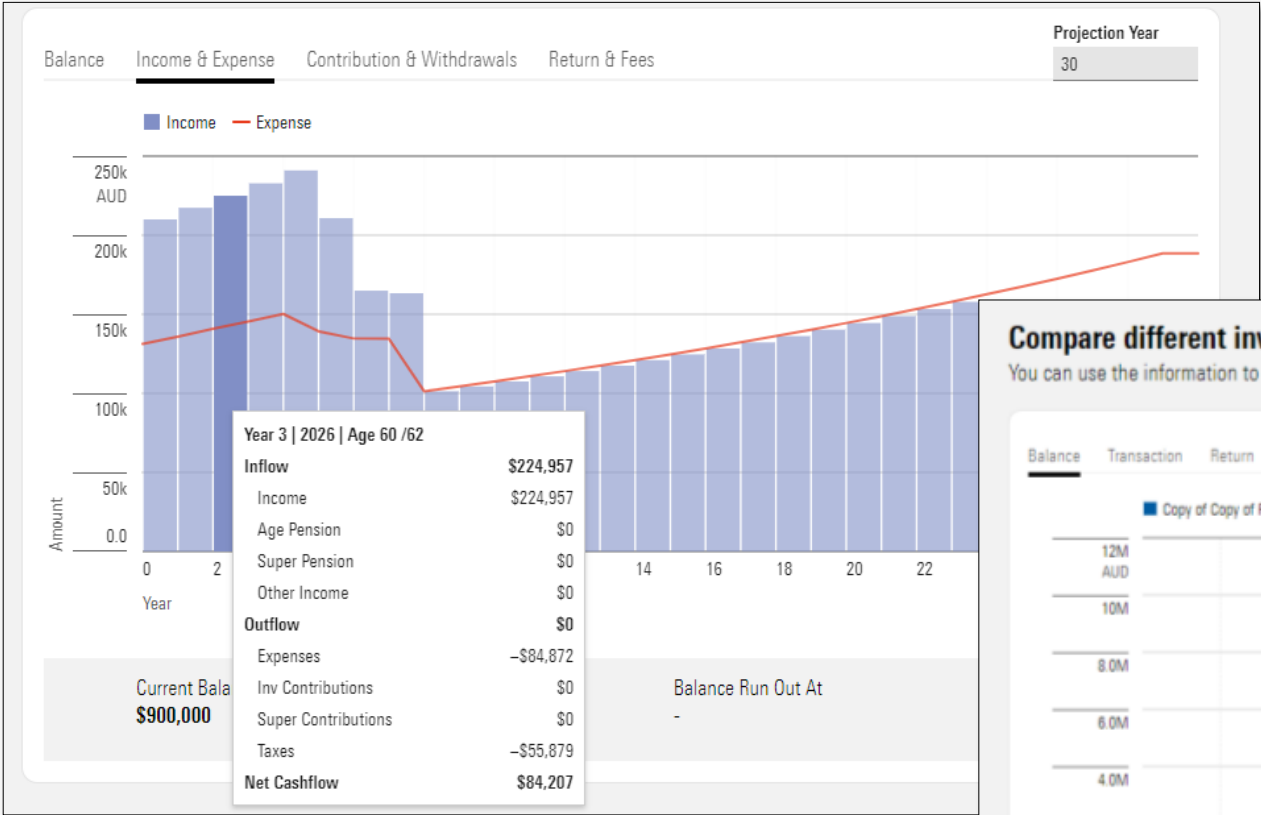 Projection Year
Balance Income & Expense Contribution & Withdrawals Return & Fees
30
Income Expense
250k
AUD
200k
150k
100k
50k
0.0
Amount
0 2 14 16 18 20 22
Year
Year 3 | 2026 | Age 60 /62
Inflow $224,957
Income $224,957
Age Pension $0
Super Pension $0
Other Income $0
Outflow $0
Expenses –$84,872
Inv Contributions $0
Super Contributions $0
Taxes –$55,879
Net Cashflow $84,207
Current Bala
$900,000
Balance Run Out At
-
Compare different in
You can use the information to
Balance Transaction Return
Copy of Copy of
12M
AUD
10M
8.0M
6.0M
4.0M